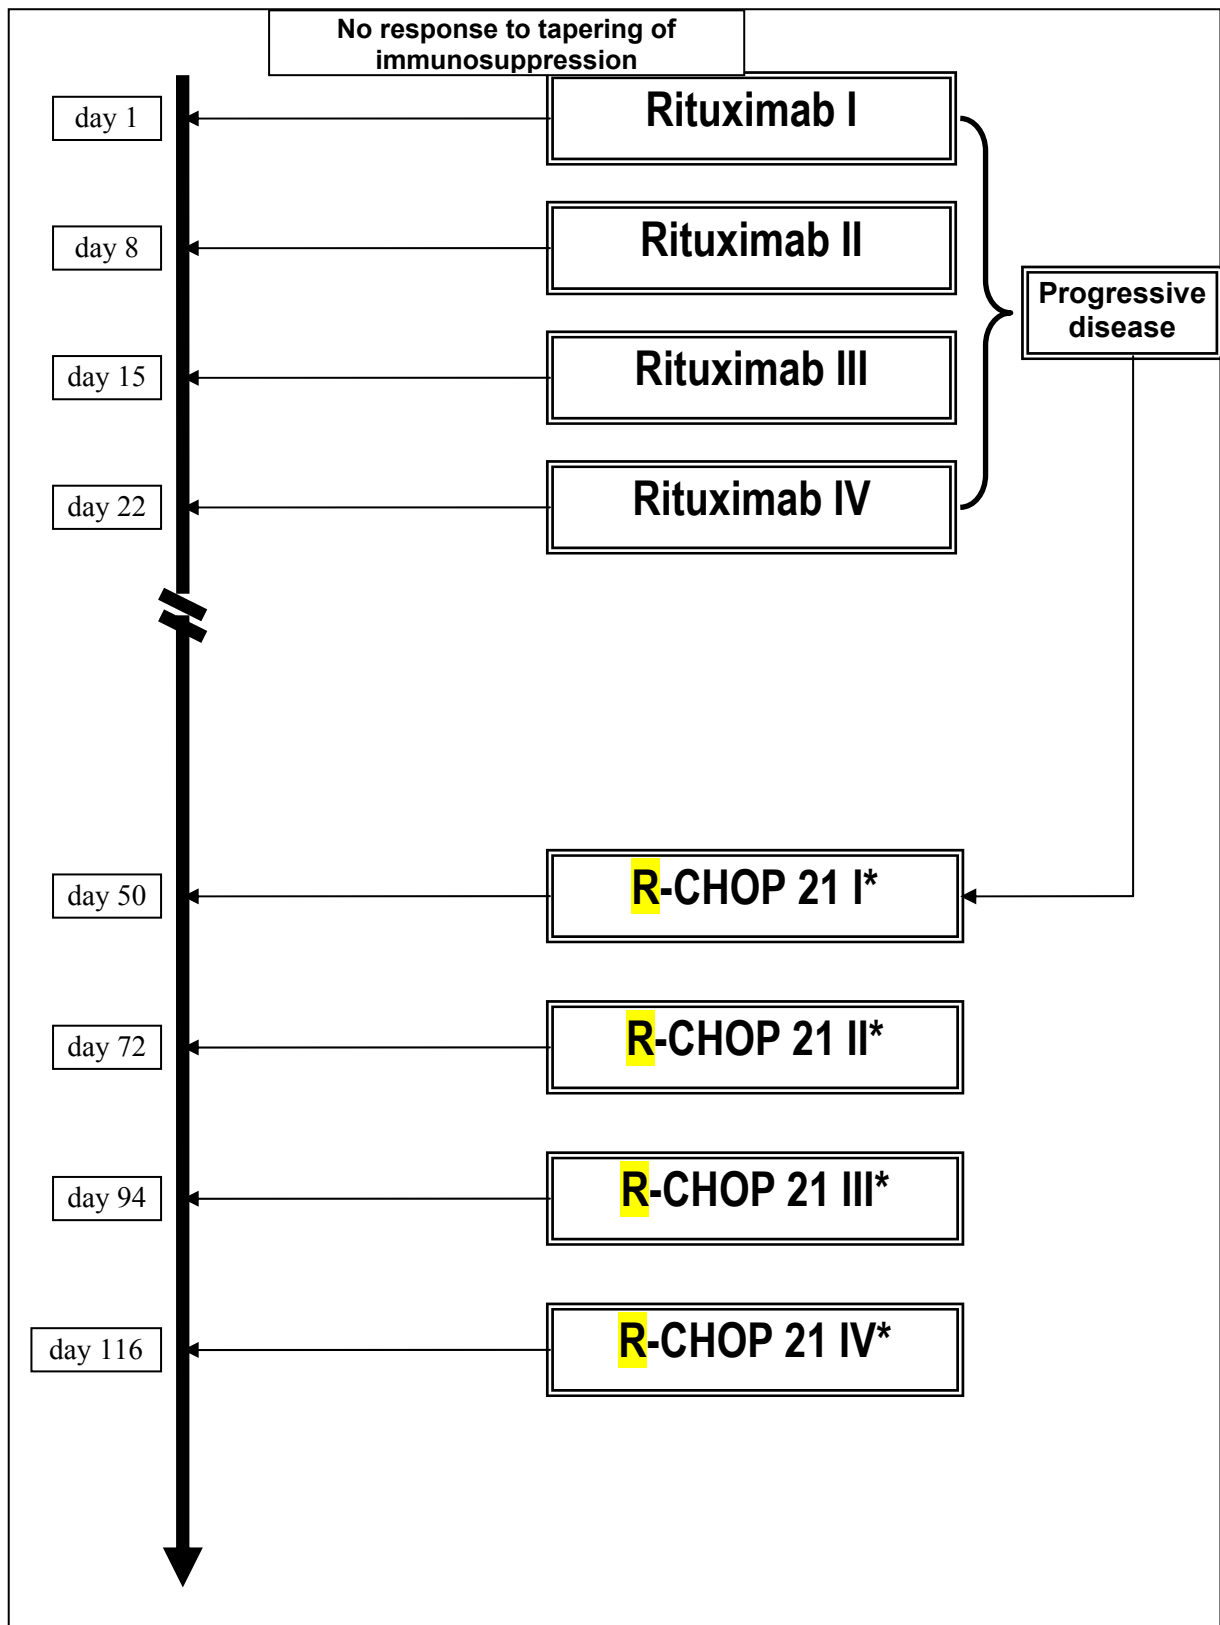 No response to tapering of
immunosuppression
day 1
Rituximab I
day 8
Rituximab II
Progressive
disease
day 15
Rituximab III
day 22
Rituximab IV
day 50
R-CHOP 21 I*
day 72
R-CHOP 21 II*
day 94
R-CHOP 21 III*
day 116
R-CHOP 21 IV*